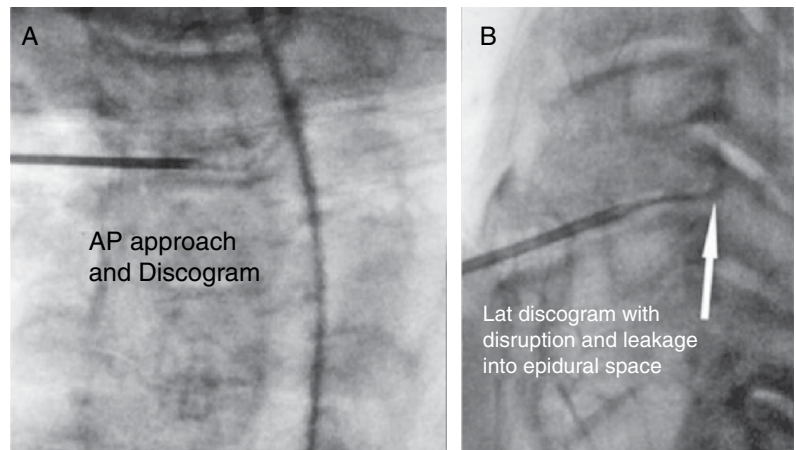 A
AP approach
and Discogram
B
Lat discogram with
disruption and leakage
into epidural space